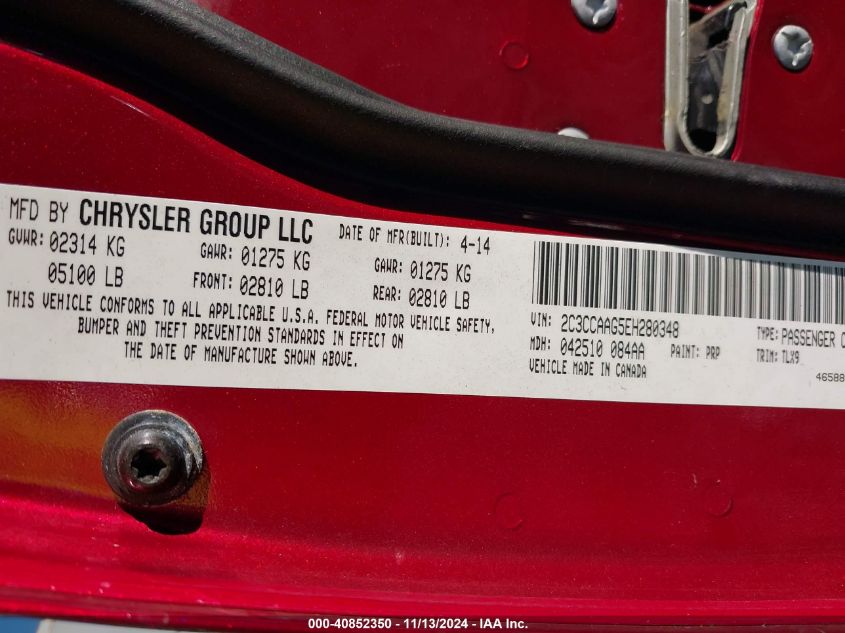 MFD BY CHRYSLER GROUP LLC DATE OF MFR(BUILT): 4-14
GVWR: 02314 KG GAWR: 01275 KG GAWR: 01275 KG
05100 LB FRONT: 02810 LB REAR: 02810 LB
THIS VEHICLE CONFORMS TO ALL APPLICABLE U.S.A. FEDERAL MOTOR VEHICLE SAFETY,
BUMPER AND THEFT PREVENTION STANDARDS IN EFFECT ON
THE DATE OF MANUFACTURE SHOWN ABOVE.
VIN: 2C3CCAAG5EH280348 TYPE: PASSENGER C
MDH: 042510 084AA PAINT: PRP TRIM: TLX9
VEHICLE MADE IN CANADA 46588
000-40852350 - 11/13/2024 - IAA Inc.